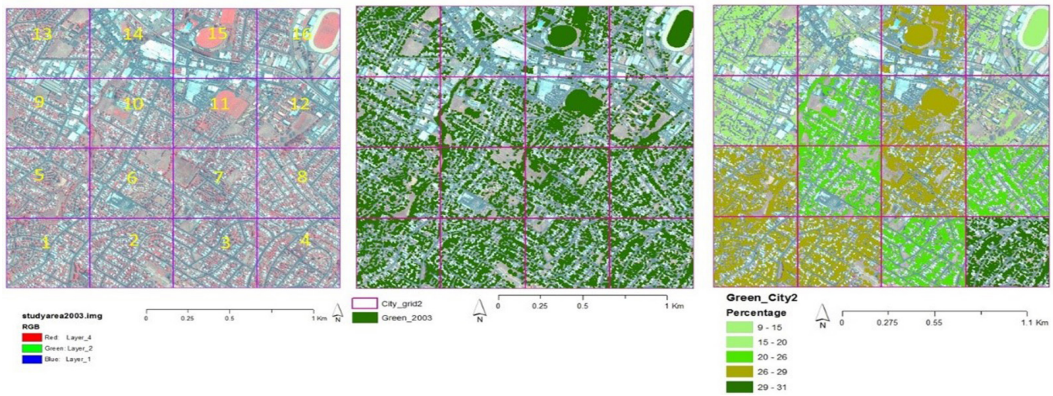 13 14 15 16
9 10 11 12
5 6 7 8
1 2 3 4
studyarea2003.img
RGB
Red: Layer_4
Green: Layer_2
Blue: Layer_1
0 0.25 0.5 1 Km
N
City_grid2
Green_2003
N
0 0.25 0.5 1 Km
Green_City2
Percentage
9 - 15
15 - 20
20 - 26
26 - 29
29 - 31
N
0 0.275 0.55 1.1 Km